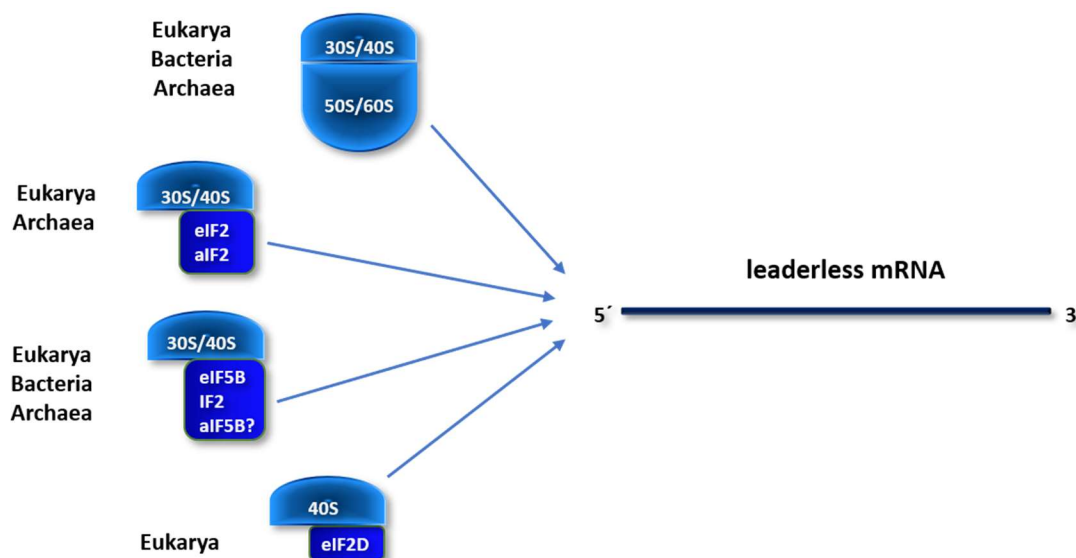 Eukarya
Bacteria
Archaea
30S/40S
50S/60S
Eukarya
Archaea
30S/40S
eIF2
aIF2
leaderless mRNA
5´
3
Eukarya
Bacteria
Archaea
30S/40S
eIF5B
IF2
aIF5B?
Eukarya
40S
eIF2D